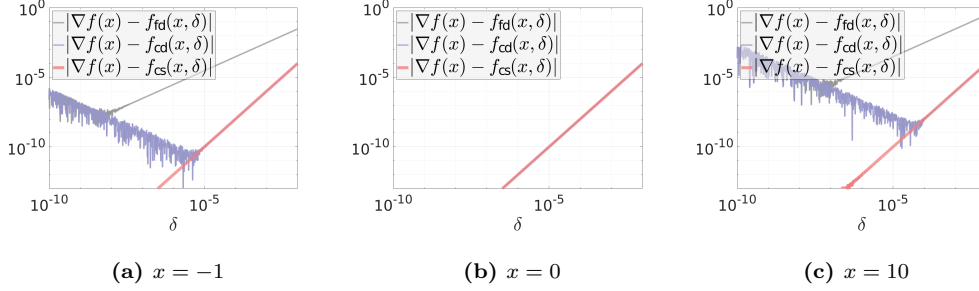 10^0
|∇f(x) − f_fd(x, δ)|
|∇f(x) − f_cd(x, δ)|
|∇f(x) − f_cs(x, δ)|
10^-5
10^-10
10^-10 10^-5
δ
(a) x = −1
10^0
|∇f(x) − f_fd(x, δ)|
|∇f(x) − f_cd(x, δ)|
|∇f(x) − f_cs(x, δ)|
10^-5
10^-10
10^-10 10^-5
δ
(b) x = 0
10^0
|∇f(x) − f_fd(x, δ)|
|∇f(x) − f_cd(x, δ)|
|∇f(x) − f_cs(x, δ)|
10^-5
10^-10
10^-10 10^-5
δ
(c) x = 10